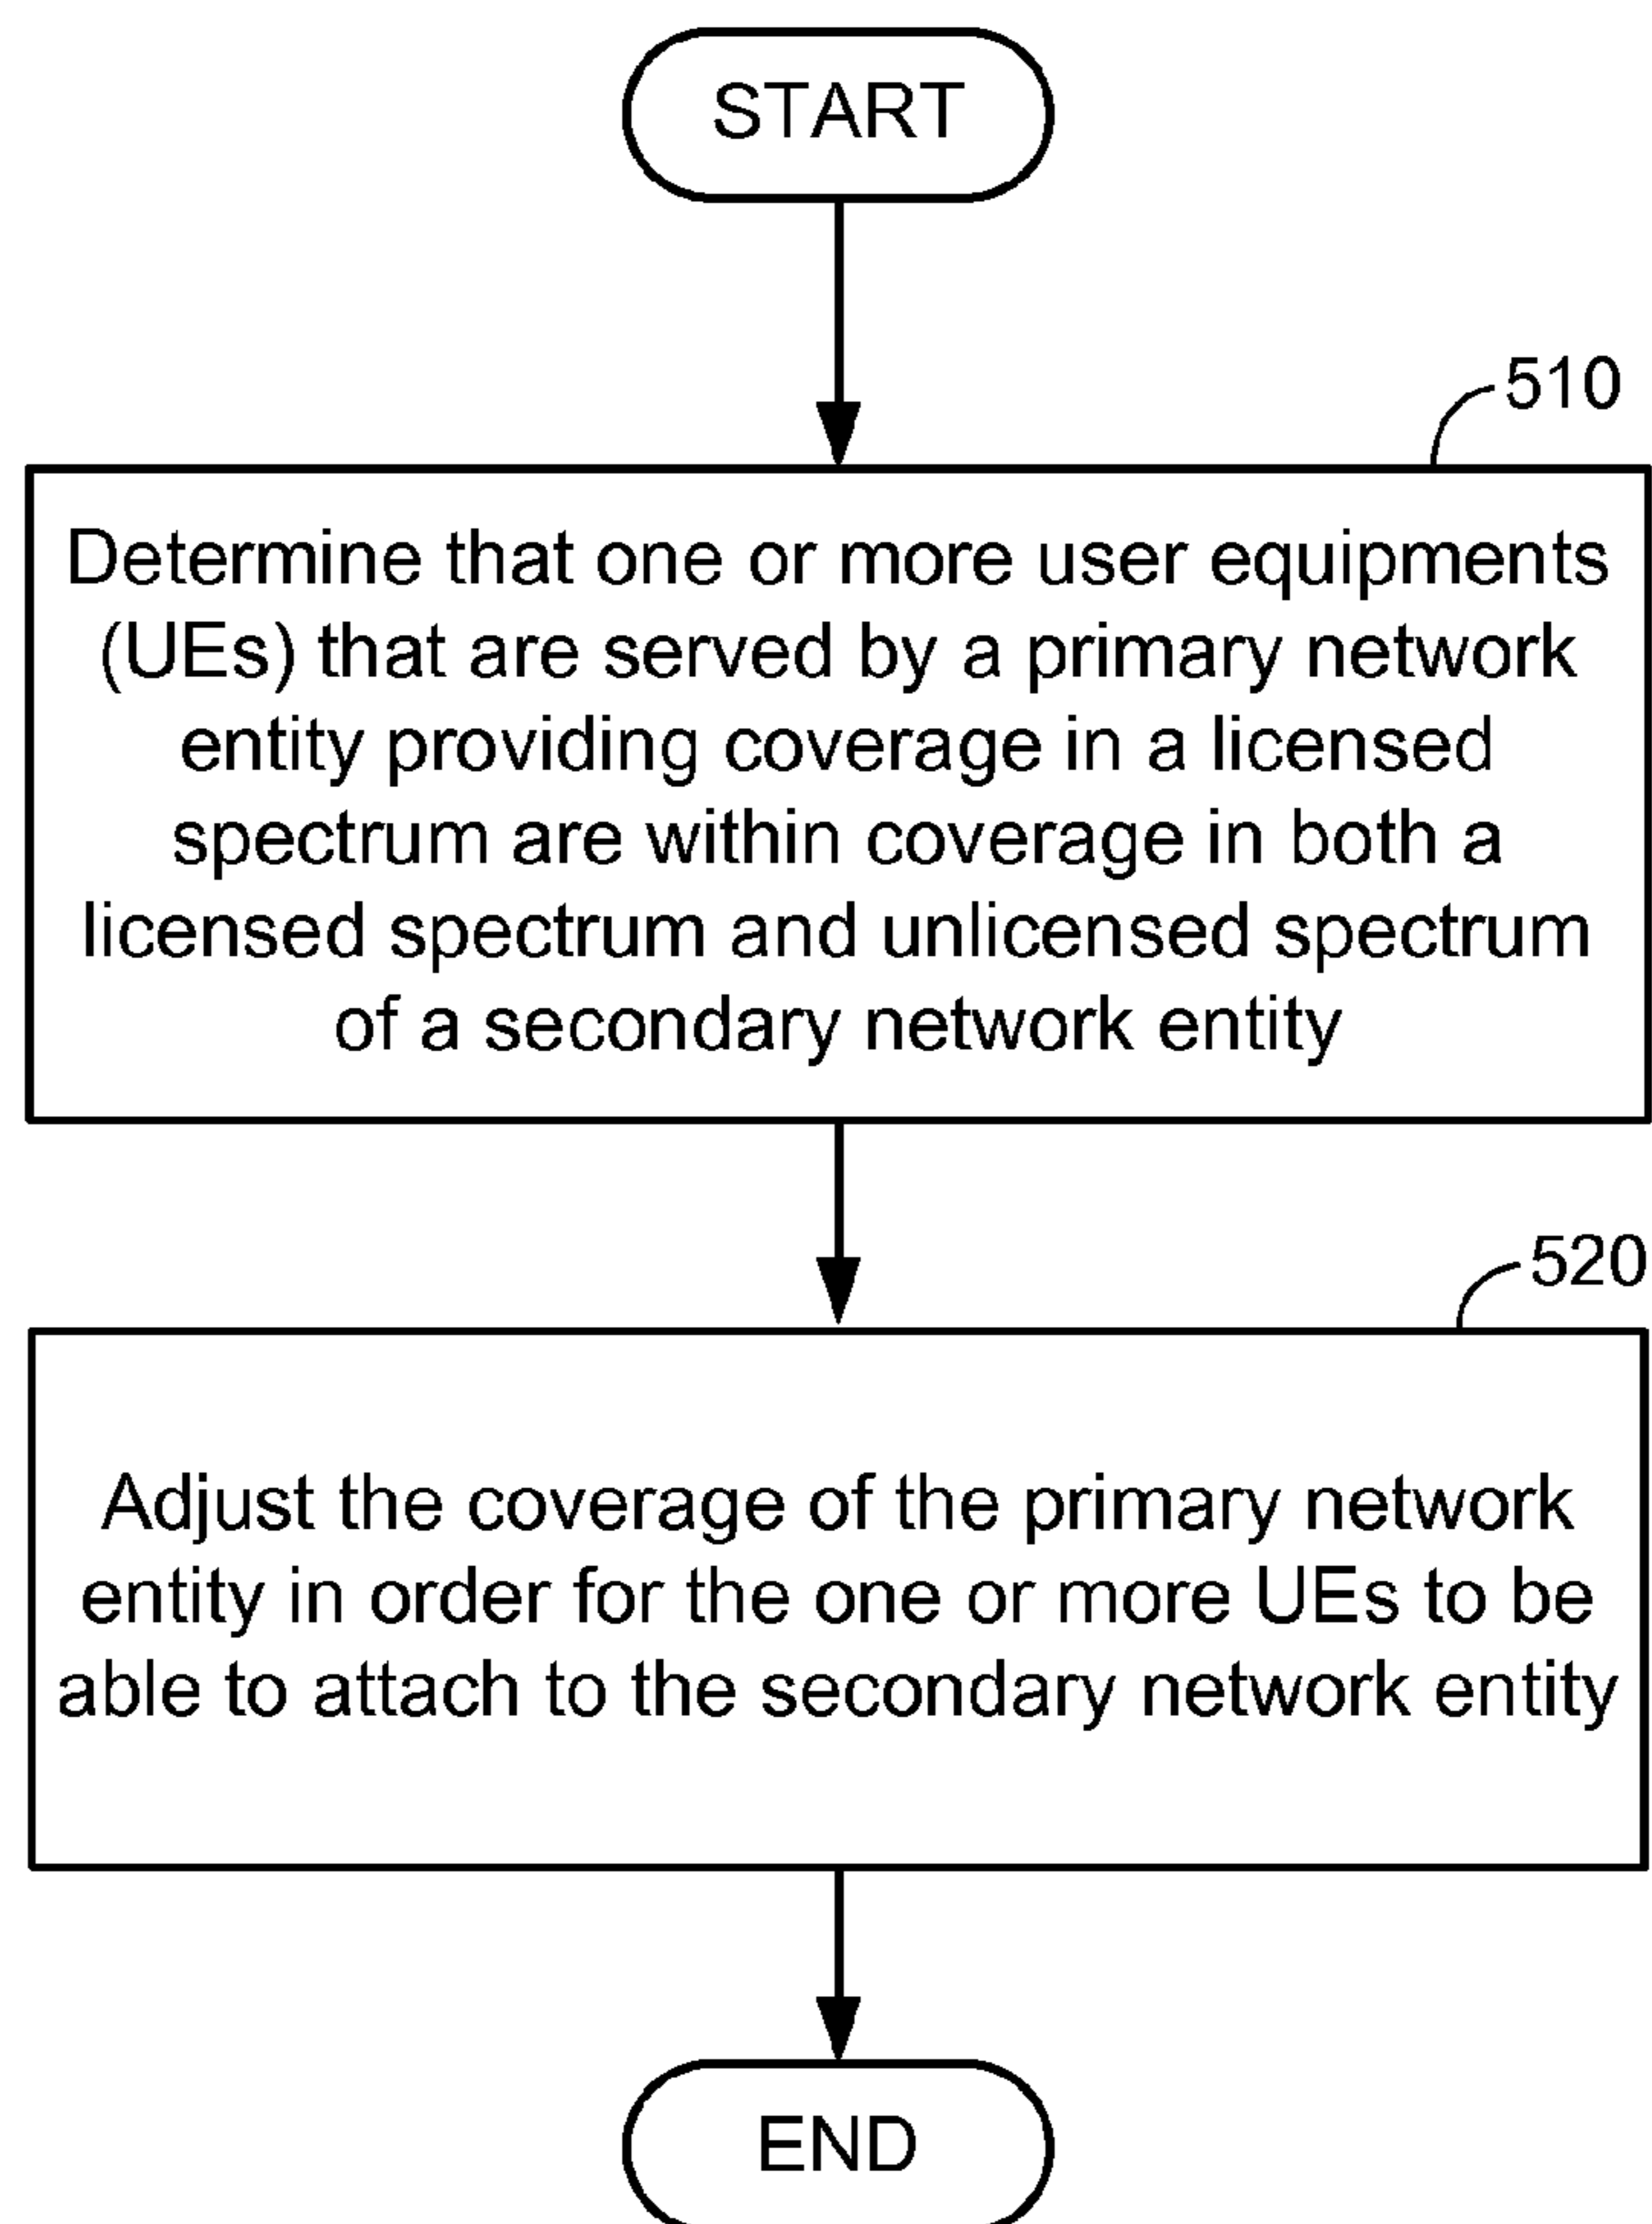 START
510
Determine that one or more user equipments
(UEs) that are served by a primary network
entity providing coverage in a licensed
spectrum are within coverage in both a
licensed spectrum and unlicensed spectrum
of a secondary network entity
520
Adjust the coverage of the primary network
entity in order for the one or more UEs to be
able to attach to the secondary network entity
END